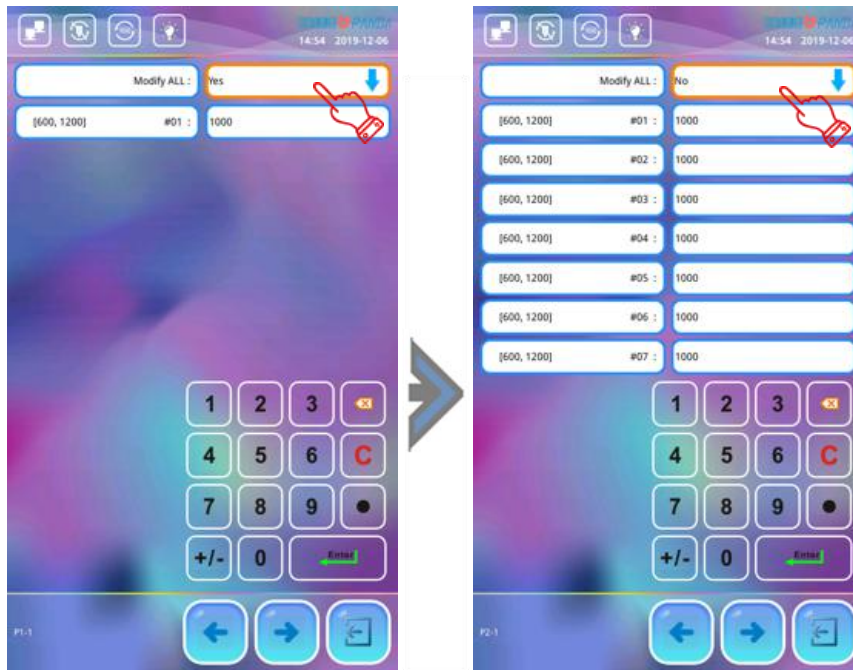 PANDA
14:54 2019-12-06
Modify ALL : Yes
[600, 1200] #01 : 1000
1 2 3
4 5 6 C
7 8 9 ●
+/- 0 Enter
P1-1
PANDA
14:54 2019-12-06
Modify ALL : No
[600, 1200] #01 : 1000
[600, 1200] #02 : 1000
[600, 1200] #03 : 1000
[600, 1200] #04 : 1000
[600, 1200] #05 : 1000
[600, 1200] #06 : 1000
[600, 1200] #07 : 1000
1 2 3
4 5 6 C
7 8 9 ●
+/- 0 Enter
P2-1